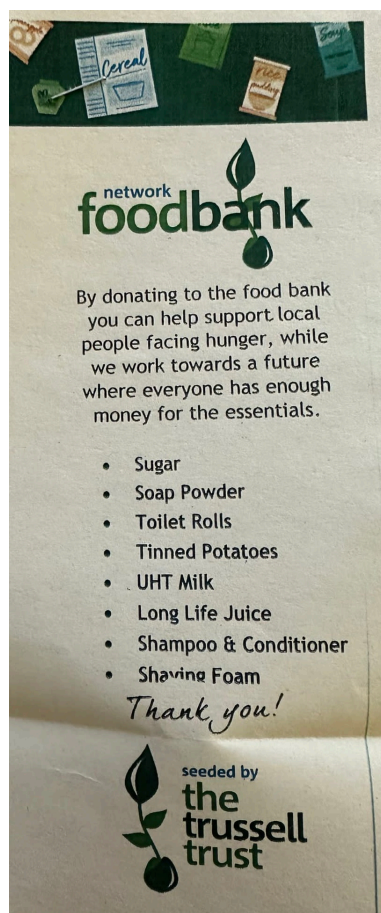 Cereal
rice
pudding
Soup
network
foodbank
By donating to the food bank
you can help support local
people facing hunger, while
we work towards a future
where everyone has enough
money for the essentials.
• Sugar
• Soap Powder
• Toilet Rolls
• Tinned Potatoes
• UHT Milk
• Long Life Juice
• Shampoo & Conditioner
• Shaving Foam
Thank you!
seeded by
the
trussell
trust